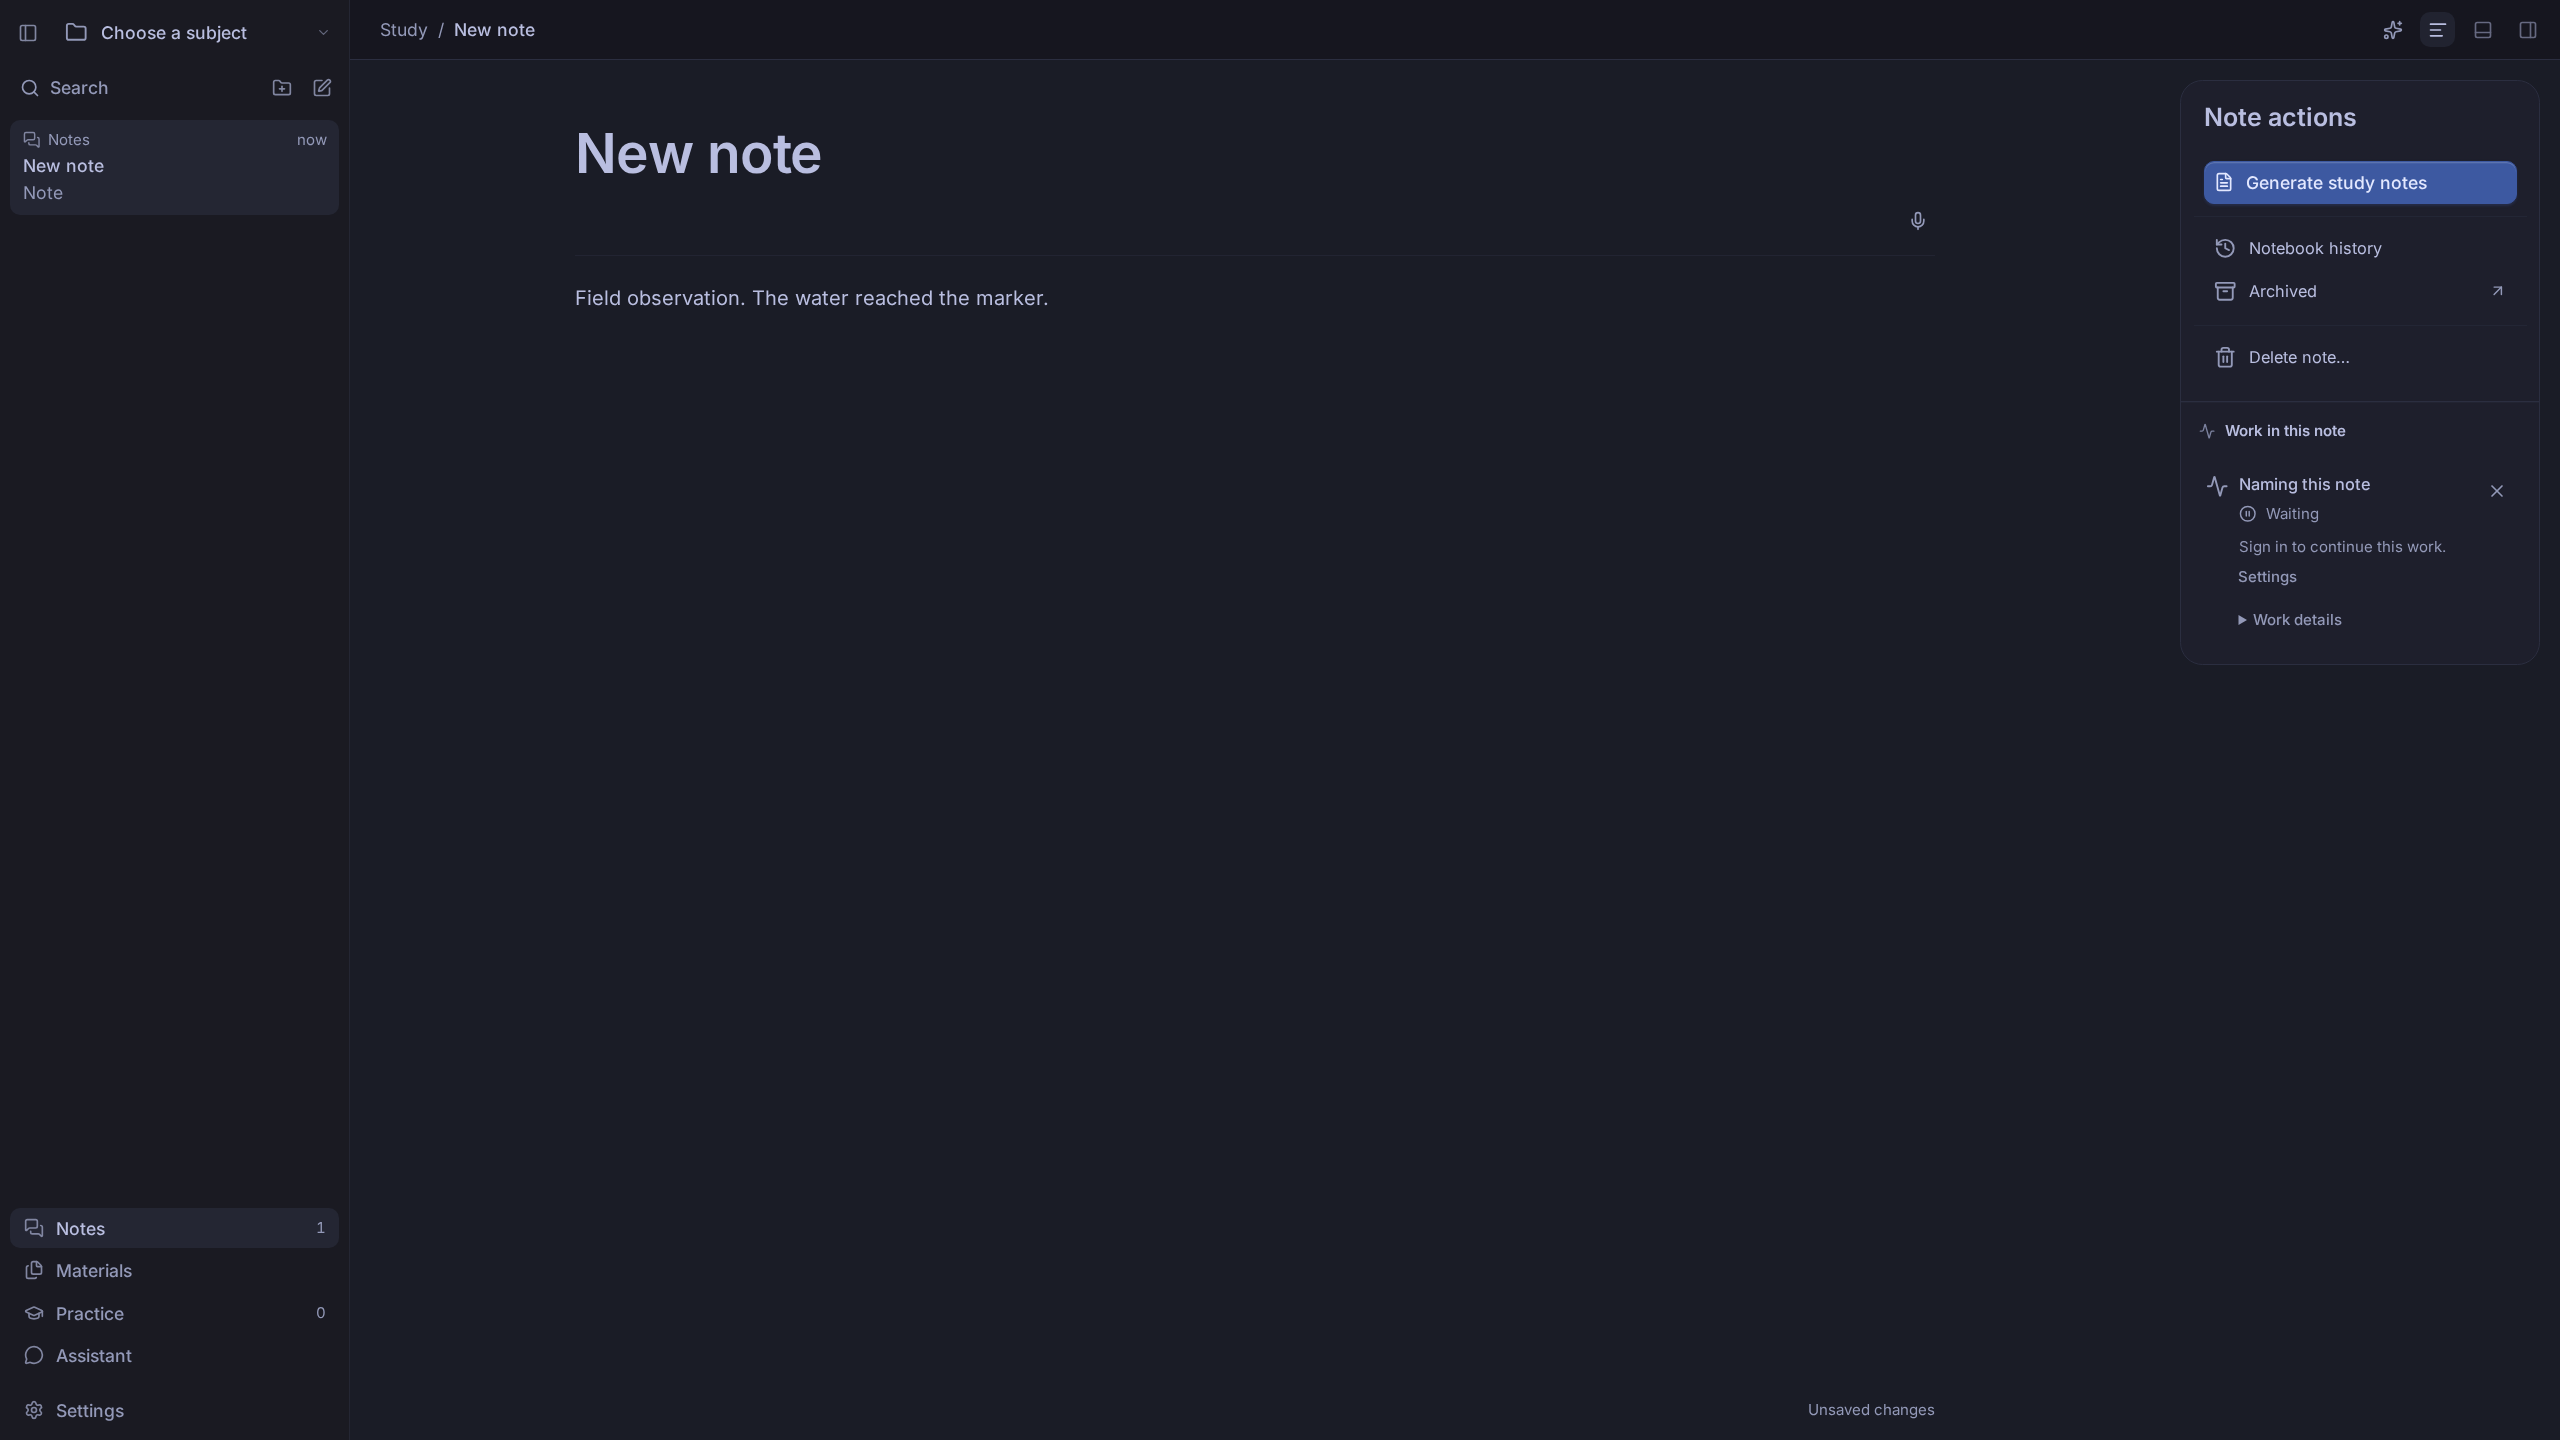 Choose a subject
Search
Notes now
New note
Note
Notes 1
Materials
Practice 0
Assistant
Settings
Study / New note
New note
Field observation. The water reached the marker.
Unsaved changes
Note actions
Generate study notes
Notebook history
Archived
Delete note...
Work in this note
Naming this note
Waiting
Sign in to continue this work.
Settings
Work details